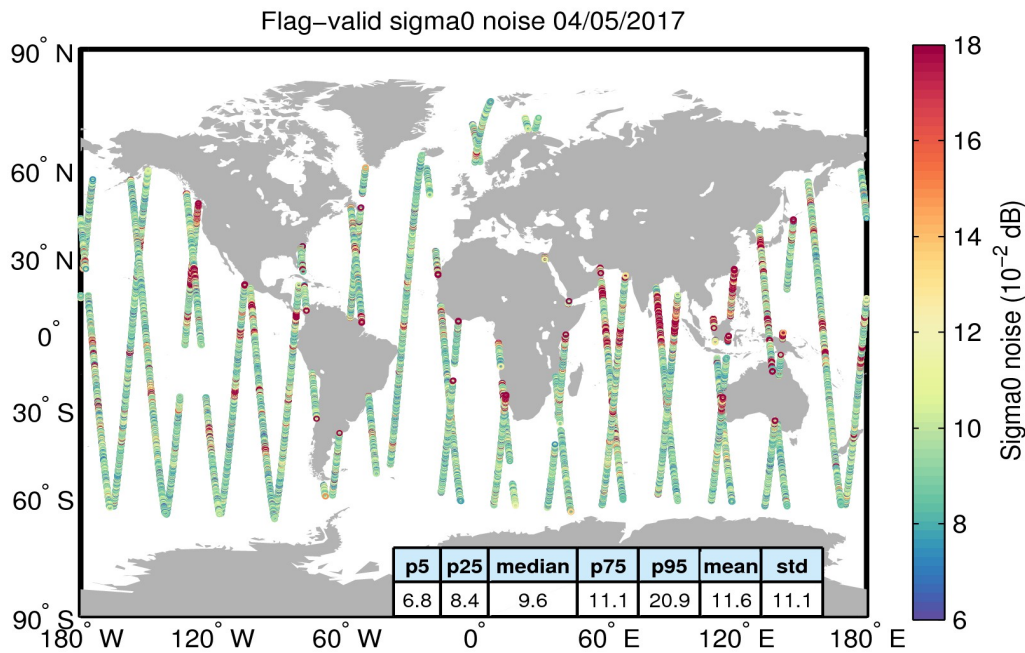 Flag−valid sigma0 noise 04/05/2017
90° N
60° N
30° N
0°
30° S
60° S
90° S
180° W
120° W
60° W
0°
60° E
120° E
180° E
p5 p25 median p75 p95 mean std
6.8 8.4 9.6 11.1 20.9 11.6 11.1
18
16
14
12
10
8
6
Sigma0 noise (10⁻² dB)